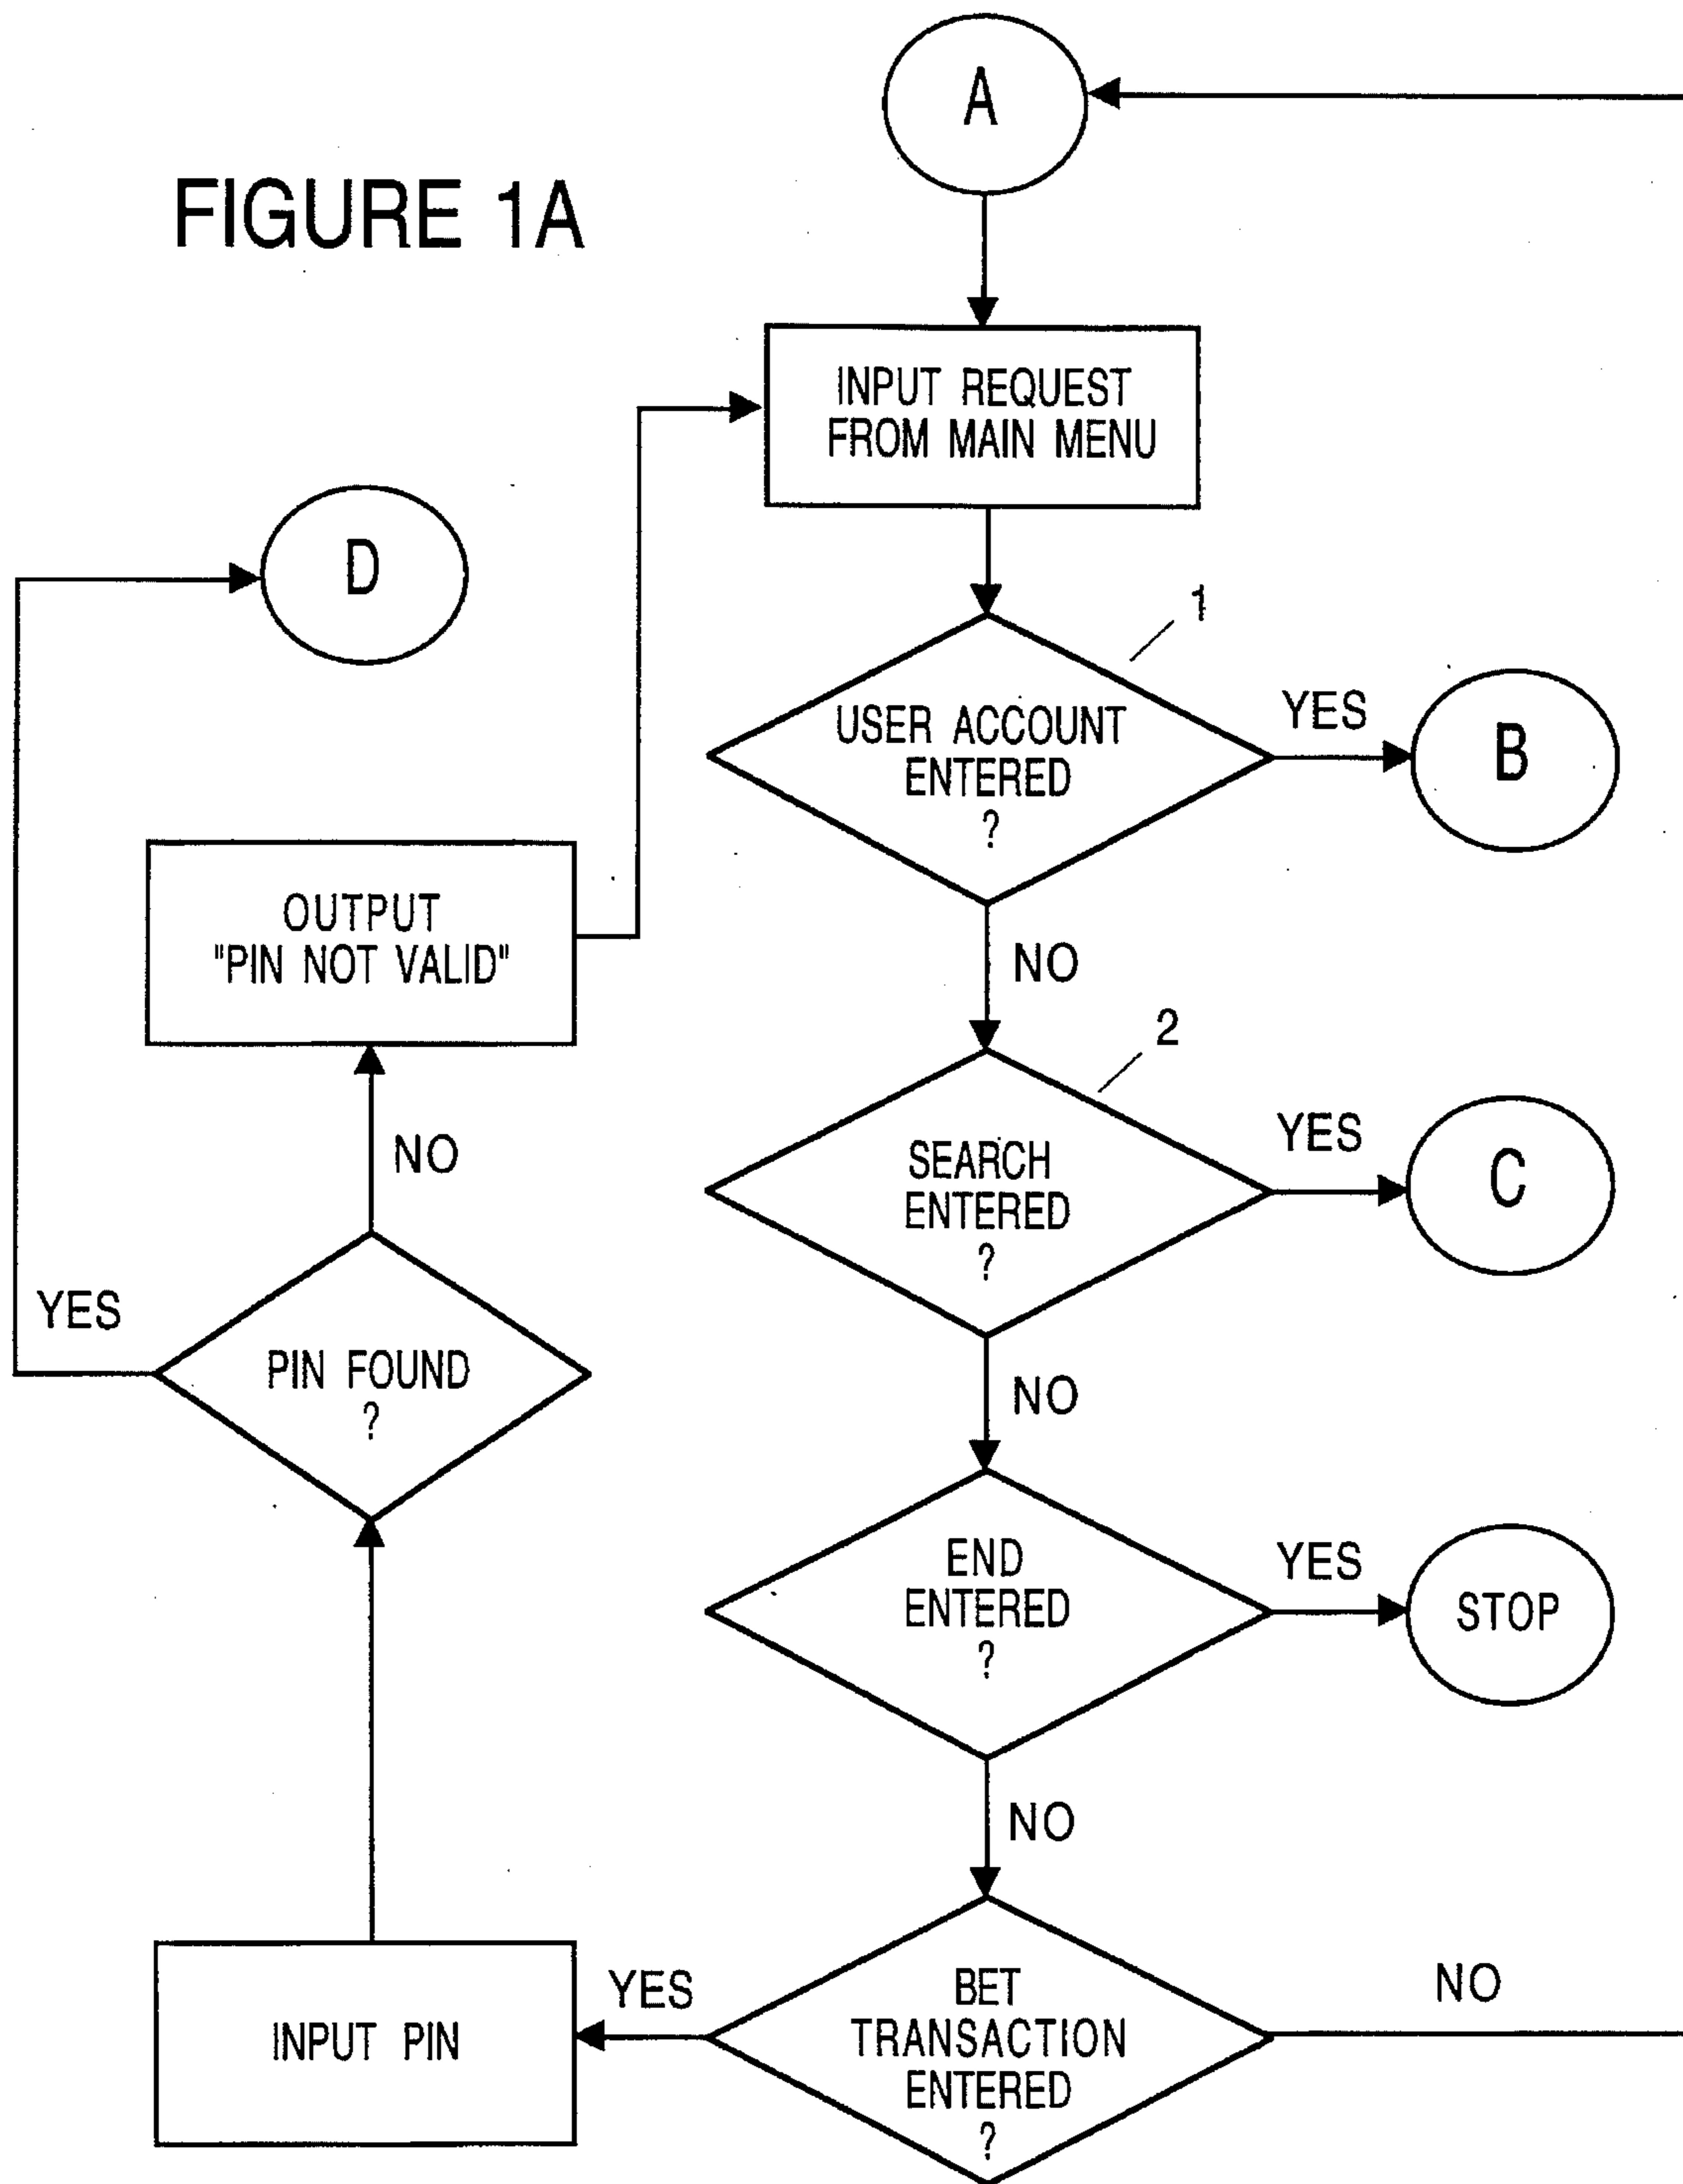 A
FIGURE 1A
INPUT REQUEST
FROM MAIN MENU
D
1
USER ACCOUNT
ENTERED
?
YES
B
OUTPUT
"PIN NOT VALID"
NO
2
SEARCH
ENTERED
?
YES
C
NO
YES
PIN FOUND
?
NO
END
ENTERED
?
YES
STOP
NO
INPUT PIN
YES
BET
TRANSACTION
ENTERED
?
NO